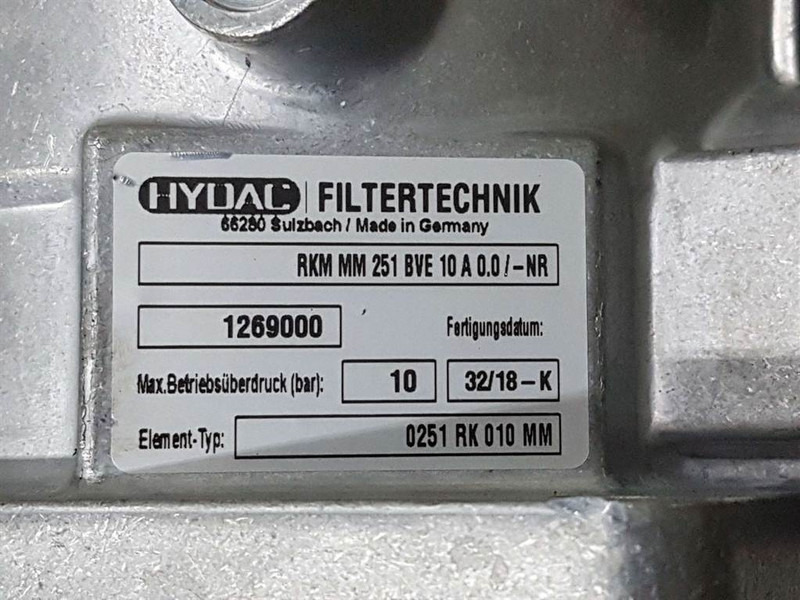 HYDAC | FILTERTECHNIK
66280 Sulzbach / Made in Germany
RKM MM 251 BVE 10 A 0.0 / -NR
1269000 Fertigungsdatum:
Max.Betriebsüberdruck (bar): 10 32/18-K
Element-Typ: 0251 RK 010 MM